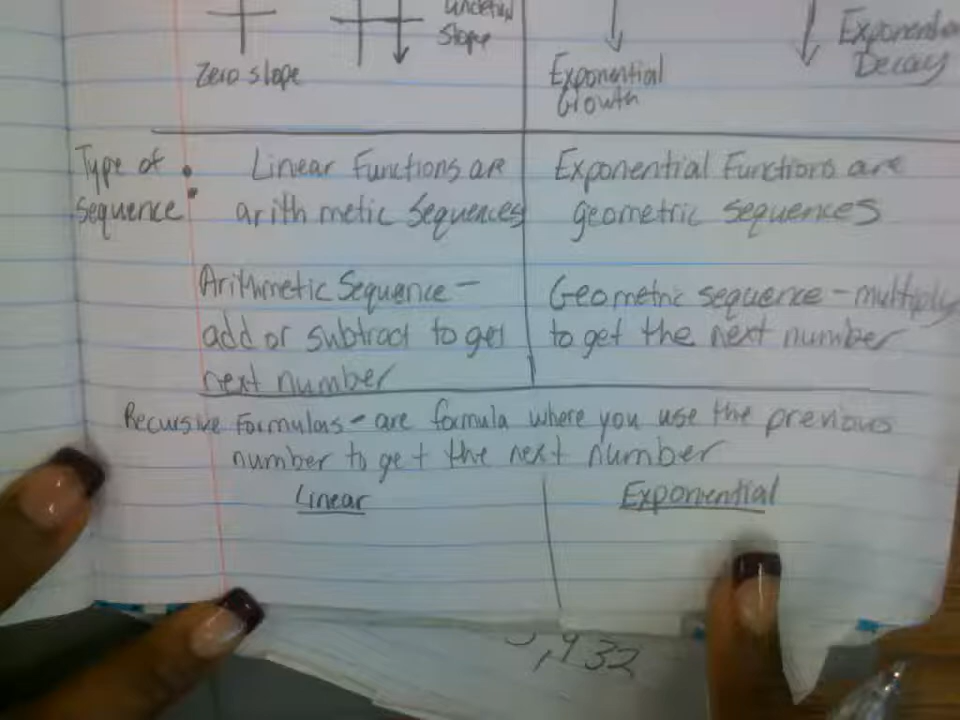 Undefined
Slope
Zero slope
Exponential
Growth
Exponential
Decay
Type of
Sequence:
Linear Functions are
arithmetic sequences
Exponential Functions are
geometric sequences
Arithmetic Sequence -
add or subtract to get
next number
Geometric sequence - multiply
to get the next number
Recursive Formulas - are formula where you use the previous
number to get the next number
Linear
Exponential
,932